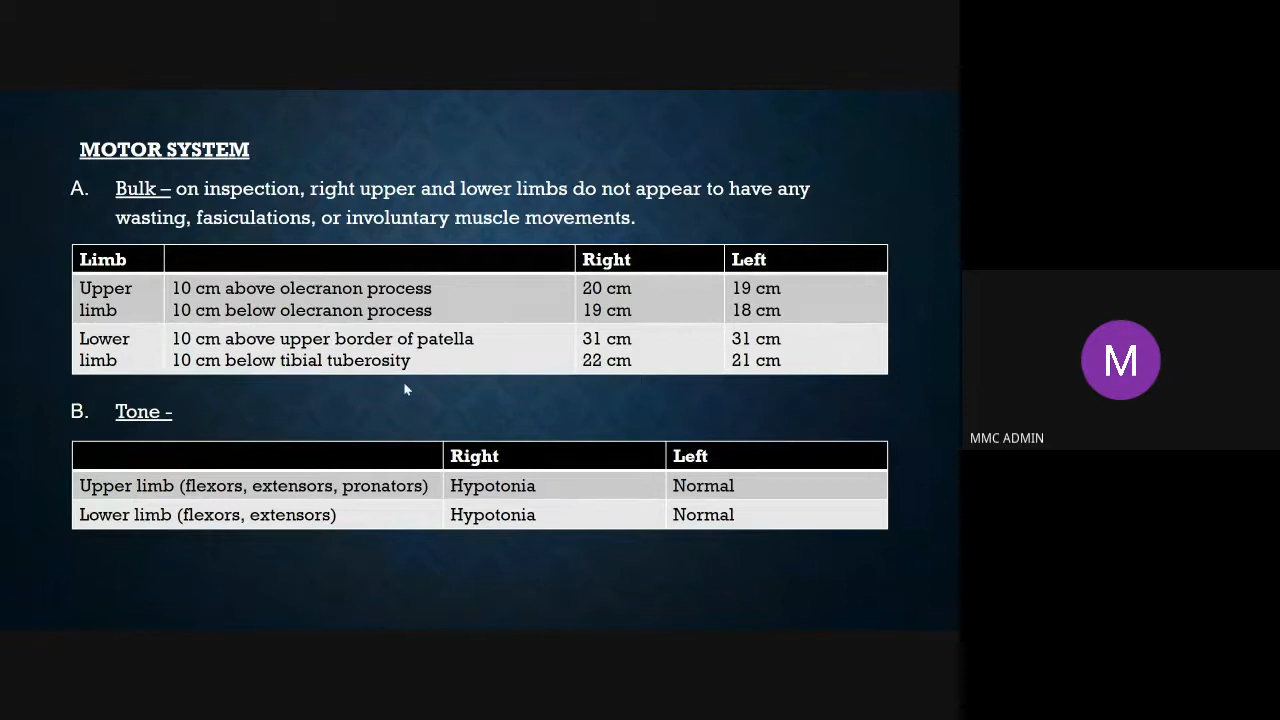 MOTOR SYSTEM
A. Bulk – on inspection, right upper and lower limbs do not appear to have any
wasting, fasiculations, or involuntary muscle movements.
Limb Right Left
Upper 10 cm above olecranon process 20 cm 19 cm
limb 10 cm below olecranon process 19 cm 18 cm
Lower 10 cm above upper border of patella 31 cm 31 cm
limb 10 cm below tibial tuberosity 22 cm 21 cm
B. Tone -
Right Left
Upper limb (flexors, extensors, pronators) Hypotonia Normal
Lower limb (flexors, extensors) Hypotonia Normal
M
MMC ADMIN